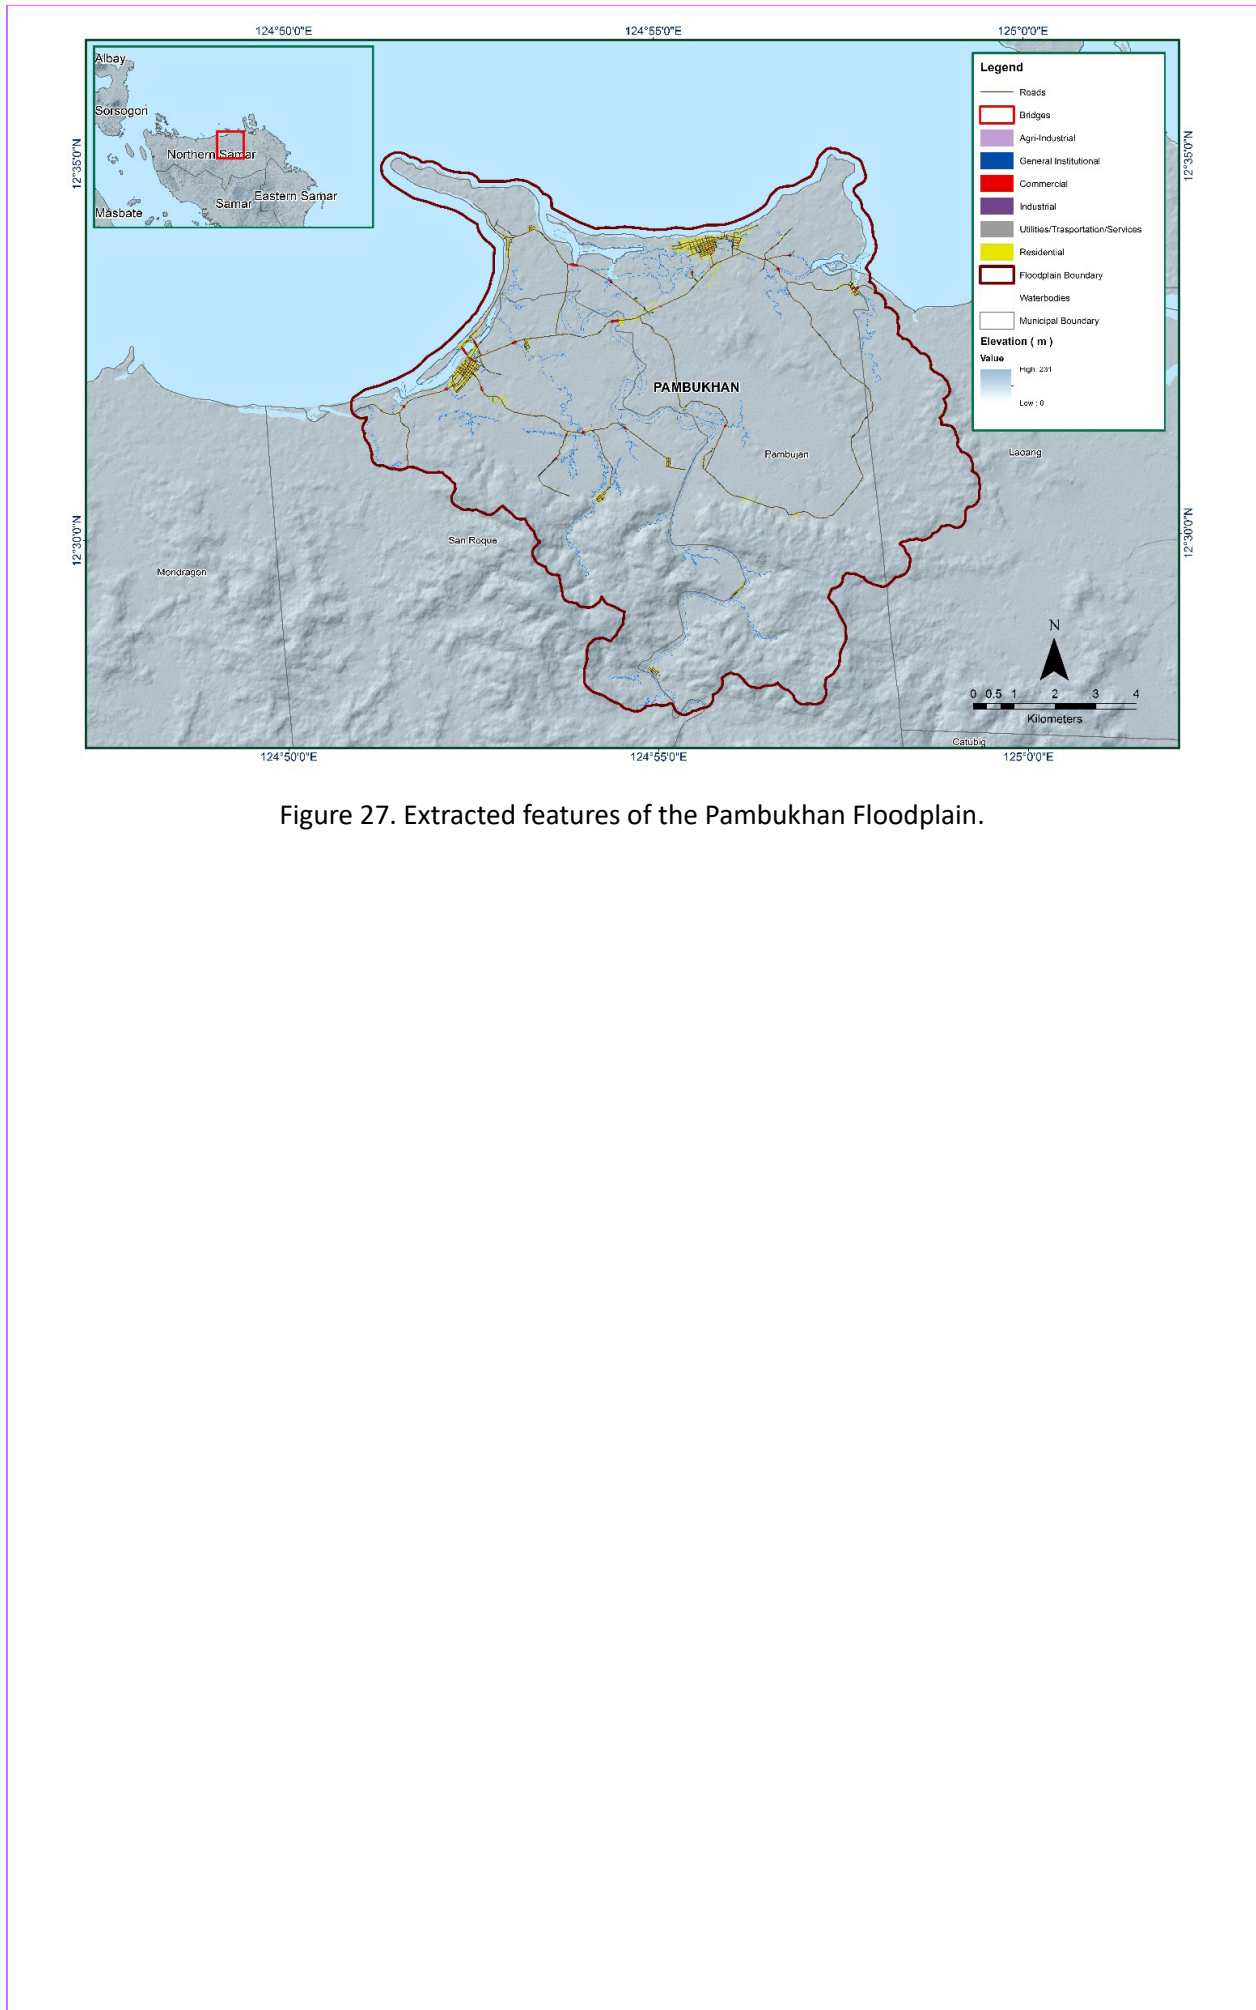 124°50'0"E 124°55'0"E 125°0'0"E
Albay
Sorsogon
Northern Samar
Eastern Samar
Samar
Masbate
12°35'0"N
12°35'0"N
Legend
Roads
Bridges
Agri-Industrial
General Institutional
Commercial
Industrial
Utilities/Trasportation/Services
Residential
Floodplain Boundary
Waterbodies
Municipal Boundary
Elevation ( m )
Value
High: 231
Low : 0
PAMBUKHAN
Pambujan
Laoang
San Roque
Mondragon
12°30'0"N
12°30'0"N
N
0 0.5 1 2 3 4
Kilometers
Catubig
124°50'0"E 124°55'0"E 125°0'0"E
Figure 27. Extracted features of the Pambukhan Floodplain.